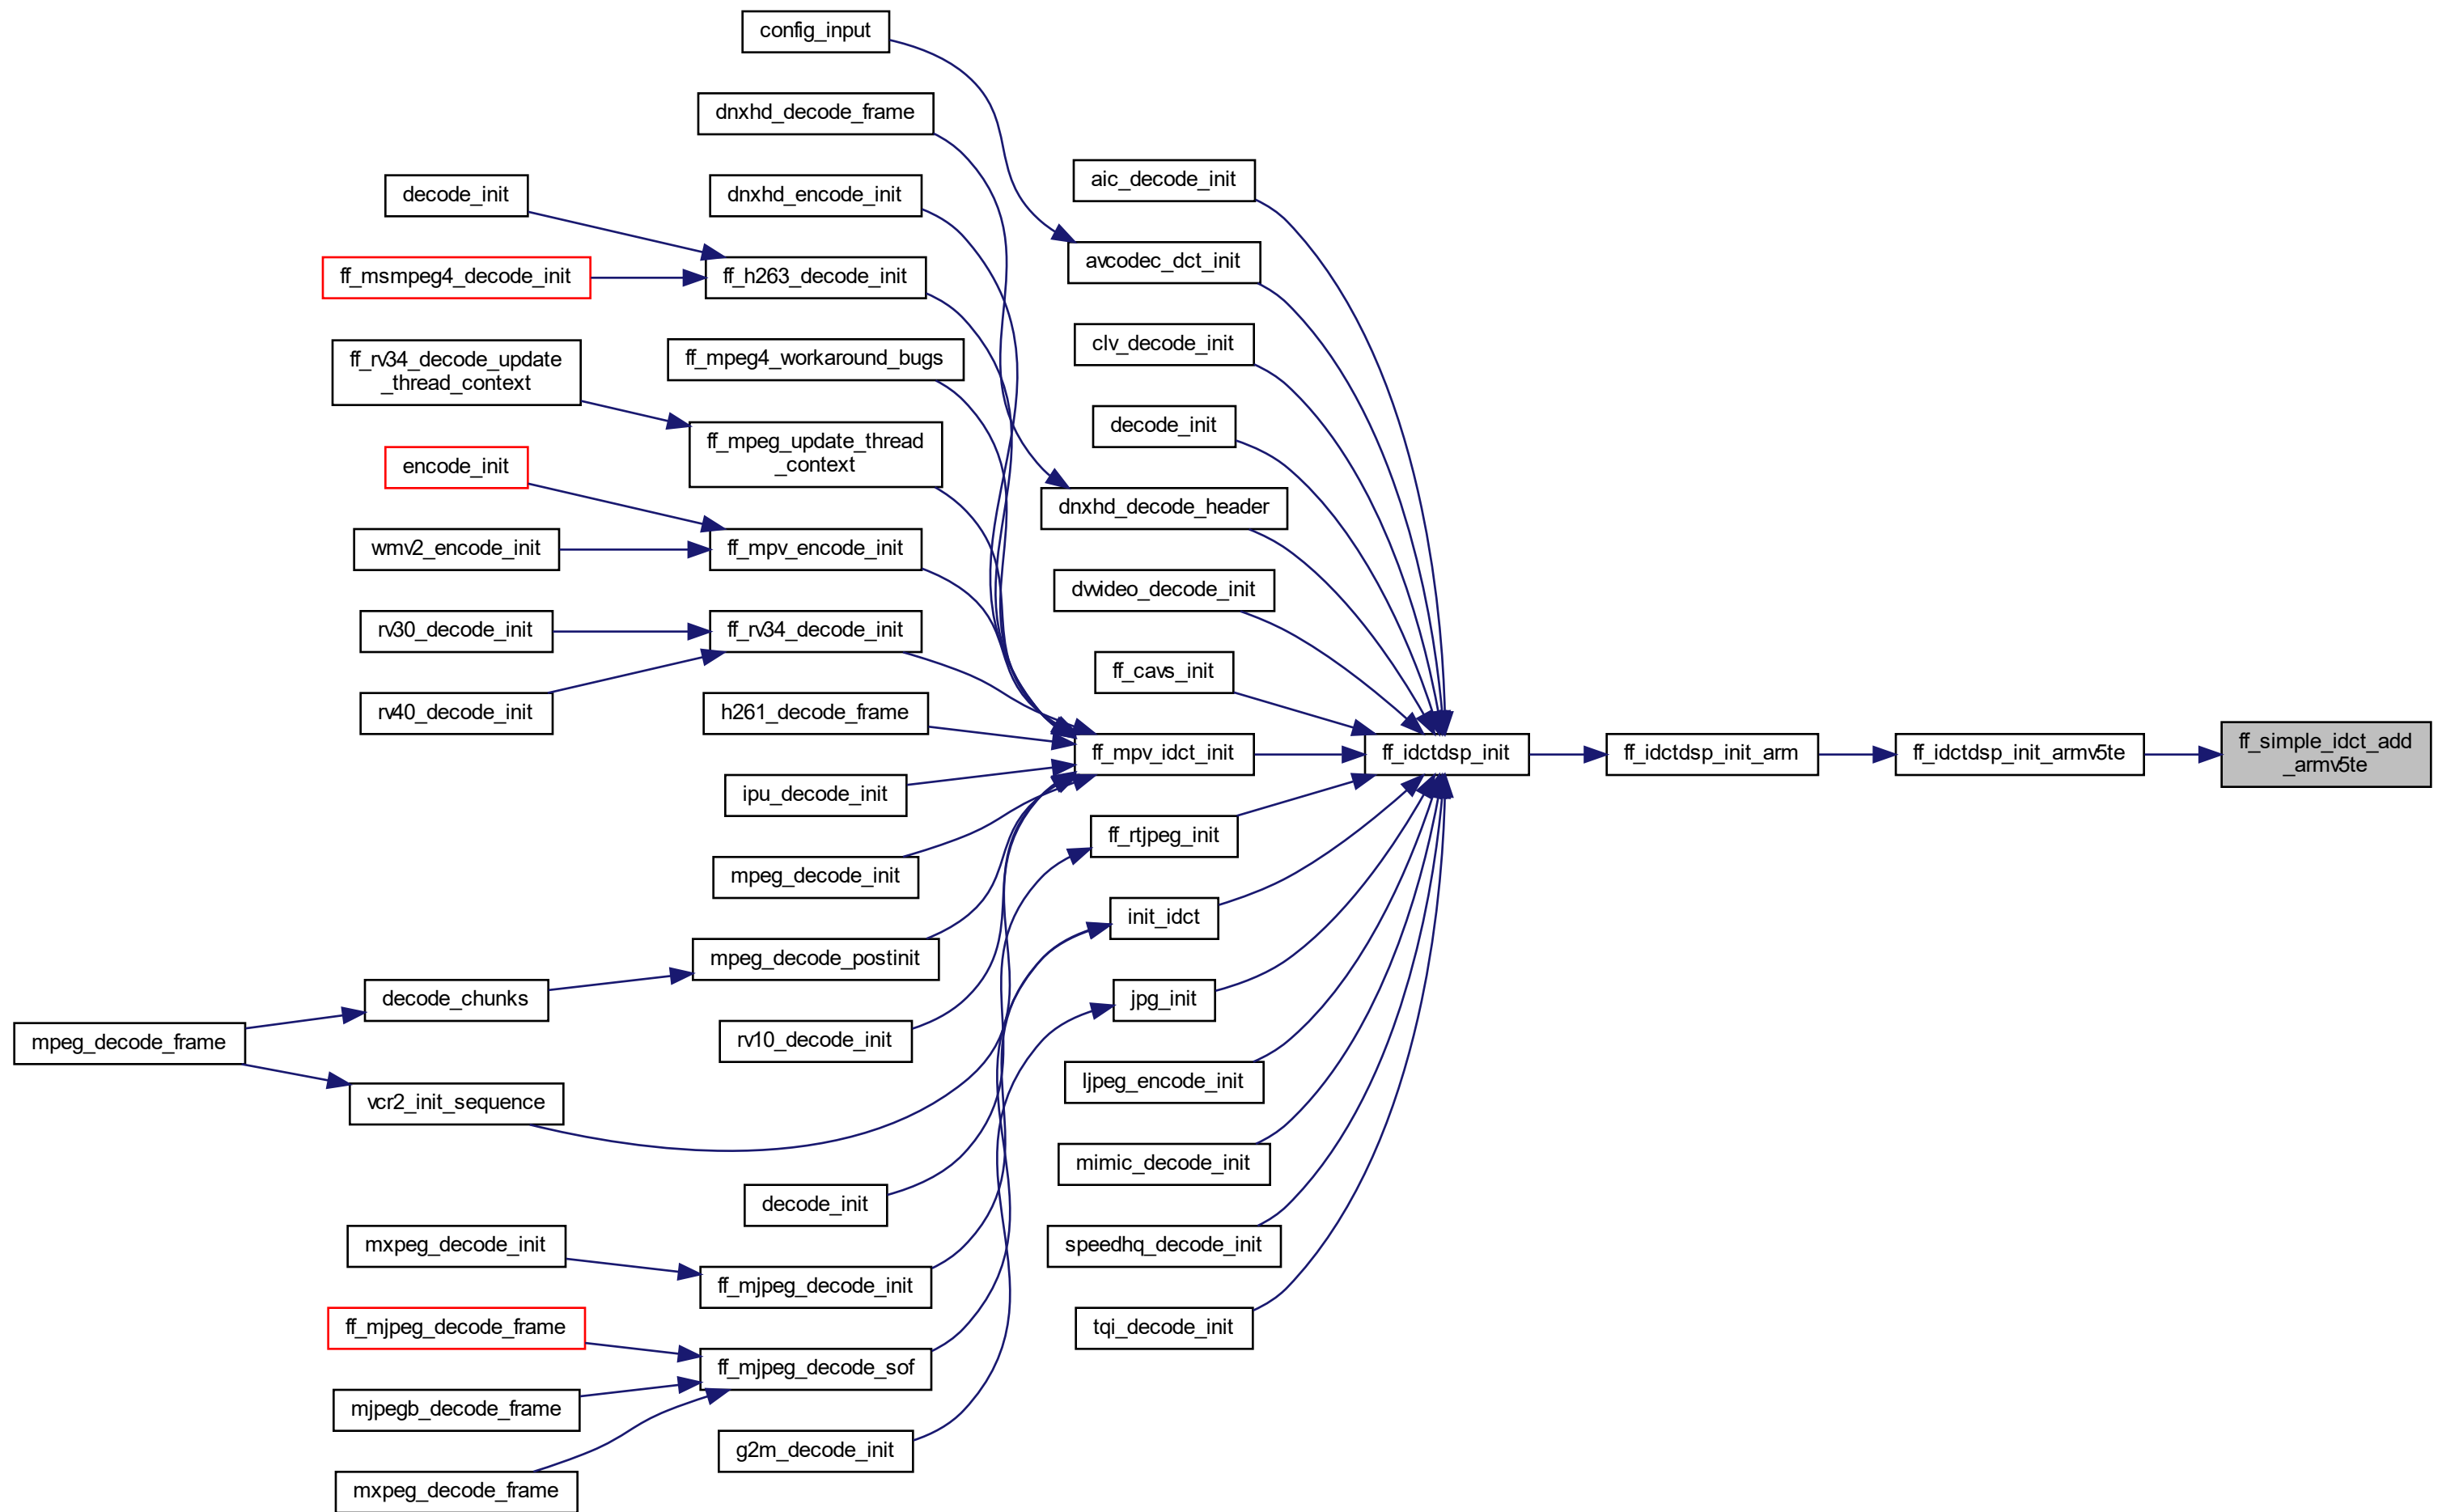 config_input
dnxhd_decode_frame
aic_decode_init
decode_init
dnxhd_encode_init
avcodec_dct_init
ff_msmpeg4_decode_init
ff_h263_decode_init
clv_decode_init
ff_rv34_decode_update
_thread_context
ff_mpeg4_workaround_bugs
decode_init
ff_mpeg_update_thread
_context
encode_init
dnxhd_decode_header
wmv2_encode_init
ff_mpv_encode_init
dwideo_decode_init
rv30_decode_init
ff_rv34_decode_init
ff_cavs_init
rv40_decode_init
h261_decode_frame
ff_mpv_idct_init
ff_idctdsp_init
ff_idctdsp_init_arm
ff_idctdsp_init_armv5te
ff_simple_idct_add
_armv5te
ipu_decode_init
ff_rtjpeg_init
mpeg_decode_init
init_idct
mpeg_decode_postinit
decode_chunks
jpg_init
mpeg_decode_frame
rv10_decode_init
ljpeg_encode_init
vcr2_init_sequence
mimic_decode_init
decode_init
speedhq_decode_init
mxpeg_decode_init
ff_mjpeg_decode_init
tqi_decode_init
ff_mjpeg_decode_frame
ff_mjpeg_decode_sof
mjpegb_decode_frame
g2m_decode_init
mxpeg_decode_frame